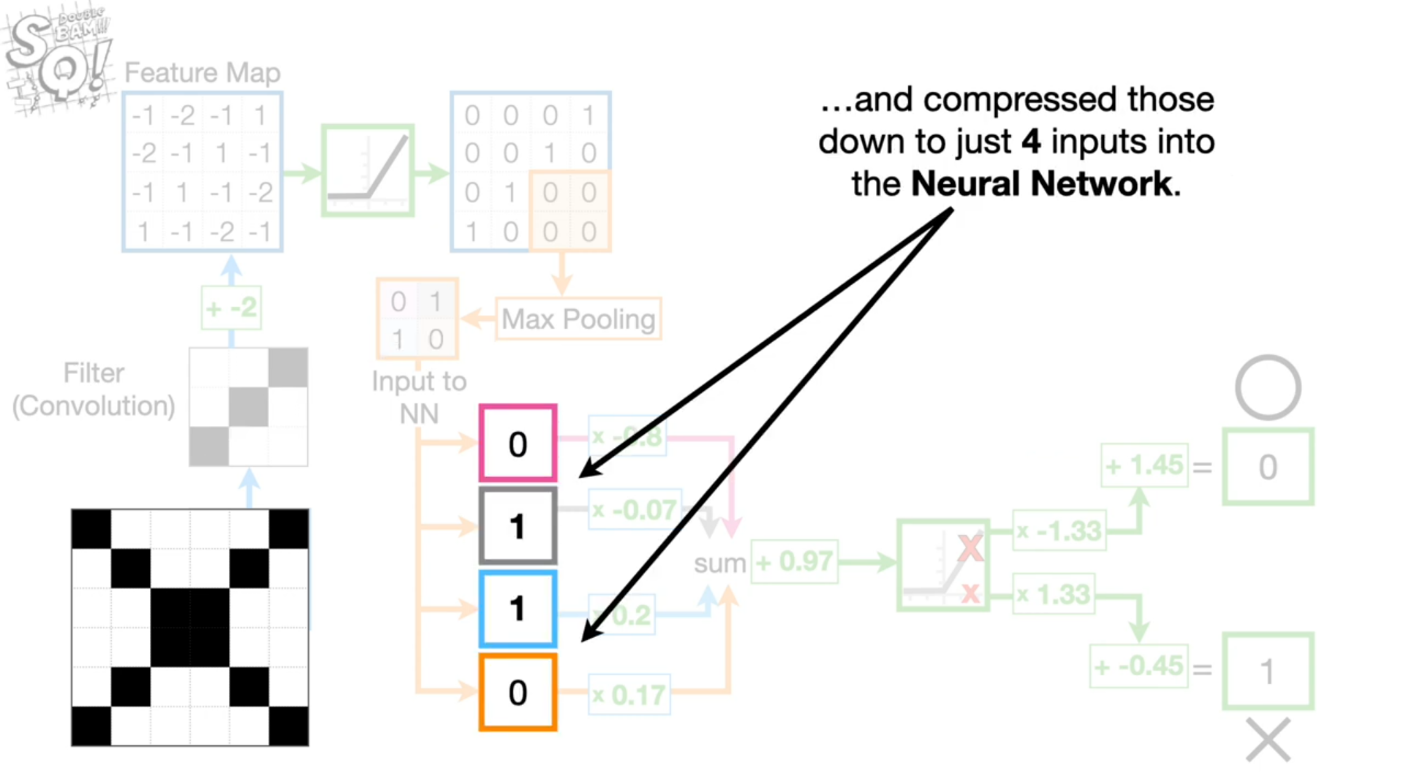 DOUBLE
BAM!!!
SQ!
Feature Map
-1 -2 -1 1
-2 -1 1 -1
-1 1 -1 -2
1 -1 -2 -1
0 0 0 1
0 0 1 0
0 1 0 0
1 0 0 0
…and compressed those
down to just 4 inputs into
the Neural Network.
+ -2
0 1
1 0
Max Pooling
Filter
(Convolution)
Input to
NN
0
x -0.8
1
x -0.07
1
x 0.2
0
x 0.17
sum
+ 0.97
X
x
x -1.33
x 1.33
+ 1.45 =
0
+ -0.45 =
1